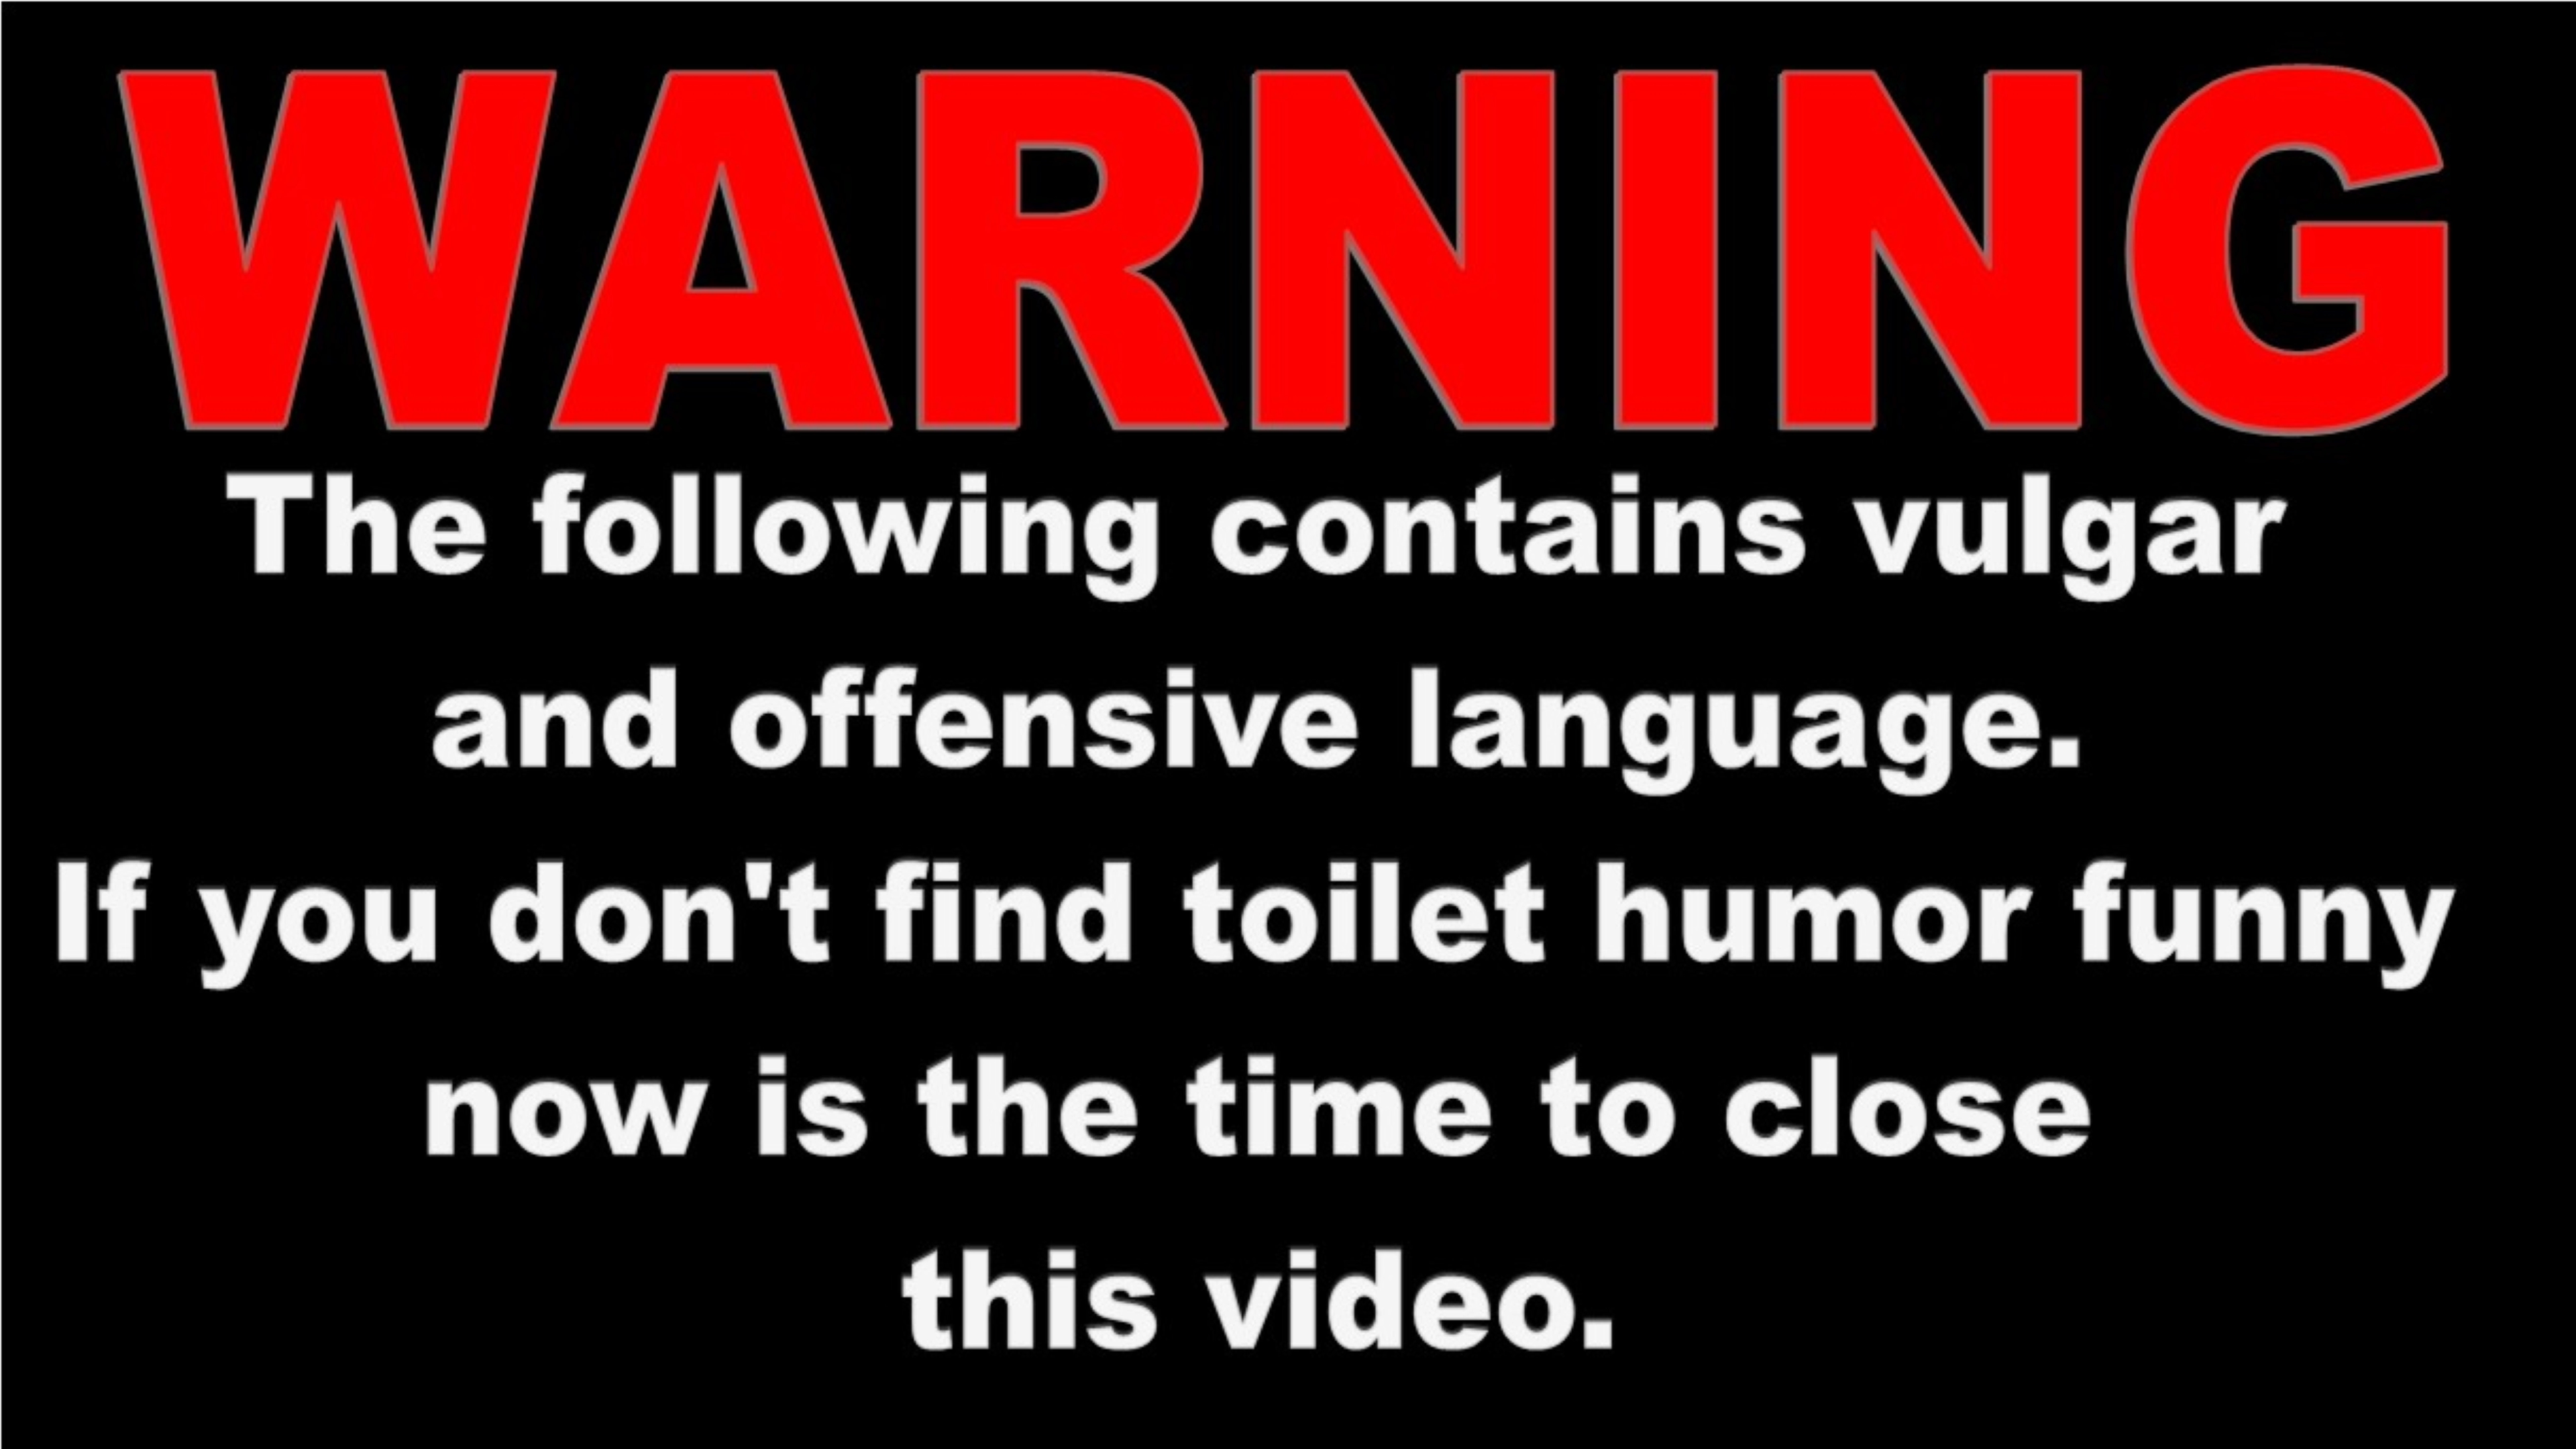 WARNING
The following contains vulgar
and offensive language.
If you don't find toilet humor funny
now is the time to close
this video.